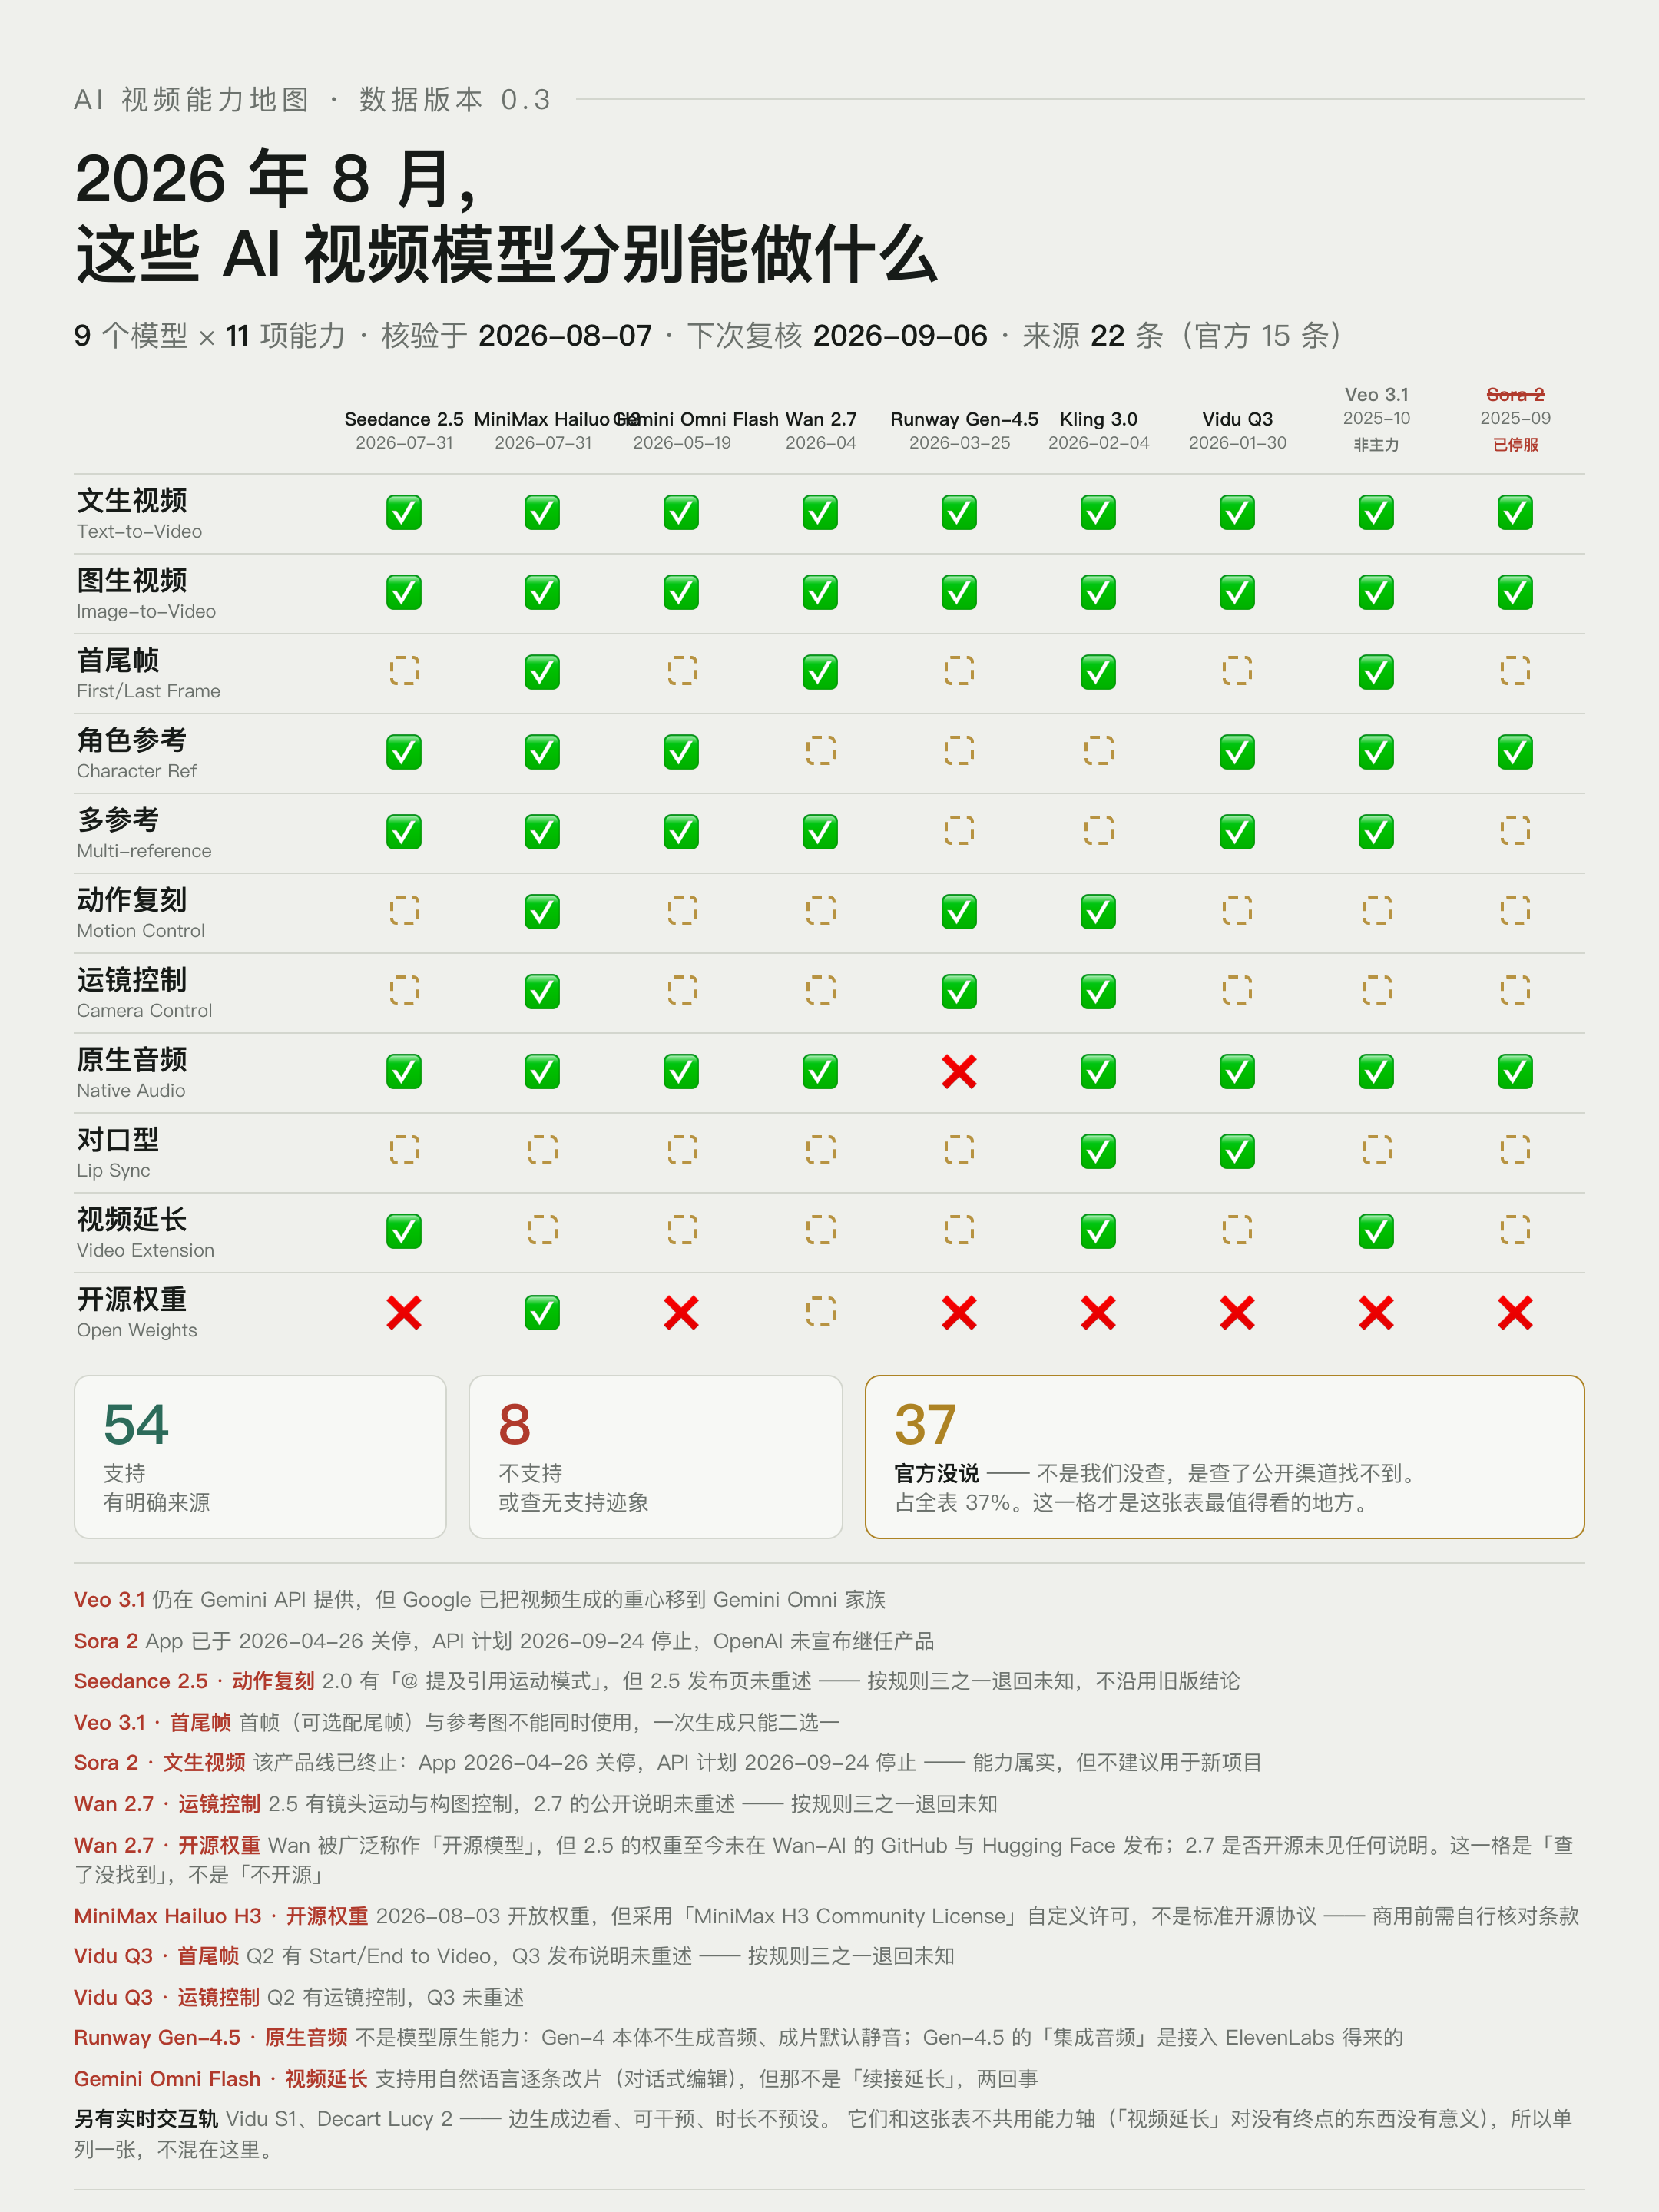 AI 视频能力地图 · 数据版本 0.3
2026 年 8 月，
这些 AI 视频模型分别能做什么
9 个模型 × 11 项能力 · 核验于 2026-08-07 · 下次复核 2026-09-06 · 来源 22 条（官方 15 条）
Seedance 2.5 MiniMax Hailuo H3 Gemini Omni Flash Wan 2.7 Runway Gen-4.5 Kling 3.0 Vidu Q3 Veo 3.1 Sora 2
2026-07-31 2026-07-31 2026-05-19 2026-04 2026-03-25 2026-02-04 2026-01-30 2025-10 2025-09
非主力 已停服
文生视频 ✅ ✅ ✅ ✅ ✅ ✅ ✅ ✅ ✅
Text-to-Video
图生视频 ✅ ✅ ✅ ✅ ✅ ✅ ✅ ✅ ✅
Image-to-Video
首尾帧 ✅ ✅ ✅ ✅
First/Last Frame
角色参考 ✅ ✅ ✅ ✅ ✅ ✅
Character Ref
多参考 ✅ ✅ ✅ ✅ ✅ ✅
Multi-reference
动作复刻 ✅ ✅ ✅
Motion Control
运镜控制 ✅ ✅ ✅
Camera Control
原生音频 ✅ ✅ ✅ ✅ ❌ ✅ ✅ ✅ ✅
Native Audio
对口型 ✅ ✅
Lip Sync
视频延长 ✅ ✅ ✅
Video Extension
开源权重 ❌ ✅ ❌ ❌ ❌ ❌ ❌ ❌
Open Weights
54
支持
有明确来源
8
不支持
或查无支持迹象
37
官方没说 —— 不是我们没查，是查了公开渠道找不到。
占全表 37%。这一格才是这张表最值得看的地方。
Veo 3.1 仍在 Gemini API 提供，但 Google 已把视频生成的重心移到 Gemini Omni 家族
Sora 2 App 已于 2026-04-26 关停，API 计划 2026-09-24 停止，OpenAI 未宣布继任产品
Seedance 2.5 · 动作复刻 2.0 有「@ 提及引用运动模式」，但 2.5 发布页未重述 —— 按规则三之一退回未知，不沿用旧版结论
Veo 3.1 · 首尾帧 首帧（可选配尾帧）与参考图不能同时使用，一次生成只能二选一
Sora 2 · 文生视频 该产品线已终止：App 2026-04-26 关停，API 计划 2026-09-24 停止 —— 能力属实，但不建议用于新项目
Wan 2.7 · 运镜控制 2.5 有镜头运动与构图控制，2.7 的公开说明未重述 —— 按规则三之一退回未知
Wan 2.7 · 开源权重 Wan 被广泛称作「开源模型」，但 2.5 的权重至今未在 Wan-AI 的 GitHub 与 Hugging Face 发布；2.7 是否开源未见任何说明。这一格是「查
了没找到」，不是「不开源」
MiniMax Hailuo H3 · 开源权重 2026-08-03 开放权重，但采用「MiniMax H3 Community License」自定义许可，不是标准开源协议 —— 商用前需自行核对条款
Vidu Q3 · 首尾帧 Q2 有 Start/End to Video，Q3 发布说明未重述 —— 按规则三之一退回未知
Vidu Q3 · 运镜控制 Q2 有运镜控制，Q3 未重述
Runway Gen-4.5 · 原生音频 不是模型原生能力：Gen-4 本体不生成音频、成片默认静音；Gen-4.5 的「集成音频」是接入 ElevenLabs 得来的
Gemini Omni Flash · 视频延长 支持用自然语言逐条改片（对话式编辑），但那不是「续接延长」，两回事
另有实时交互轨 Vidu S1、Decart Lucy 2 —— 边生成边看、可干预、时长不预设。 它们和这张表不共用能力轴（「视频延长」对没有终点的东西没有意义），所以单
列一张，不混在这里。